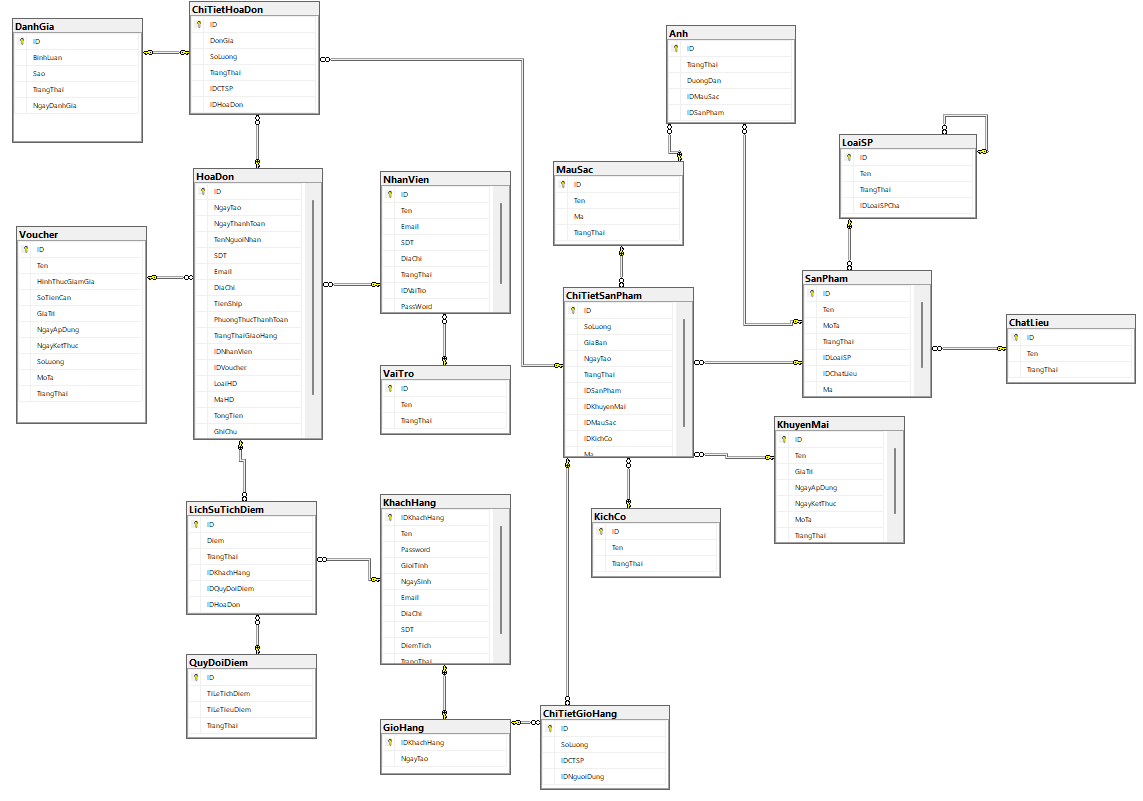 ChiTietHoaDon
ID
DonGia
SoLuong
TrangThai
IDCTSP
IDHoaDon
DanhGia
ID
BinhLuan
Sao
TrangThai
NgayDanhGia
Anh
ID
TrangThai
DuongDan
IDMauSac
IDSanPham
LoaiSP
ID
Ten
TrangThai
IDLoaiSPCha
MauSac
ID
Ten
Ma
TrangThai
HoaDon
ID
NgayTao
NgayThanhToan
TenNguoiNhan
SDT
Email
DiaChi
TienShip
PhuongThucThanhToan
TrangThaiGiaoHang
IDNhanVien
IDVoucher
LoaiHD
MaHD
TongTien
GhiChu
NhanVien
ID
Ten
Email
SDT
DiaChi
TrangThai
IDVaiTro
PassWord
Voucher
ID
Ten
HinhThucGiamGia
SoTienCan
GiaTri
NgayApDung
NgayKetThuc
SoLuong
MoTa
TrangThai
SanPham
ID
Ten
MoTa
TrangThai
IDLoaiSP
IDChatLieu
Ma
ChiTietSanPham
ID
SoLuong
GiaBan
NgayTao
TrangThai
IDSanPham
IDKhuyenMai
IDMauSac
IDKichCo
Ma
ChatLieu
ID
Ten
TrangThai
VaiTro
ID
Ten
TrangThai
KhuyenMai
ID
Ten
GiaTri
NgayApDung
NgayKetThuc
MoTa
TrangThai
LichSuTichDiem
ID
Diem
TrangThai
IDKhachHang
IDQuyDoiDiem
IDHoaDon
KhachHang
IDKhachHang
Ten
Password
GioiTinh
NgaySinh
Email
DiaChi
SDT
DiemTich
TrangThai
KichCo
ID
Ten
TrangThai
QuyDoiDiem
ID
TiLeTichDiem
TiLeTieuDiem
TrangThai
GioHang
IDKhachHang
NgayTao
ChiTietGioHang
ID
SoLuong
IDCTSP
IDNguoiDung